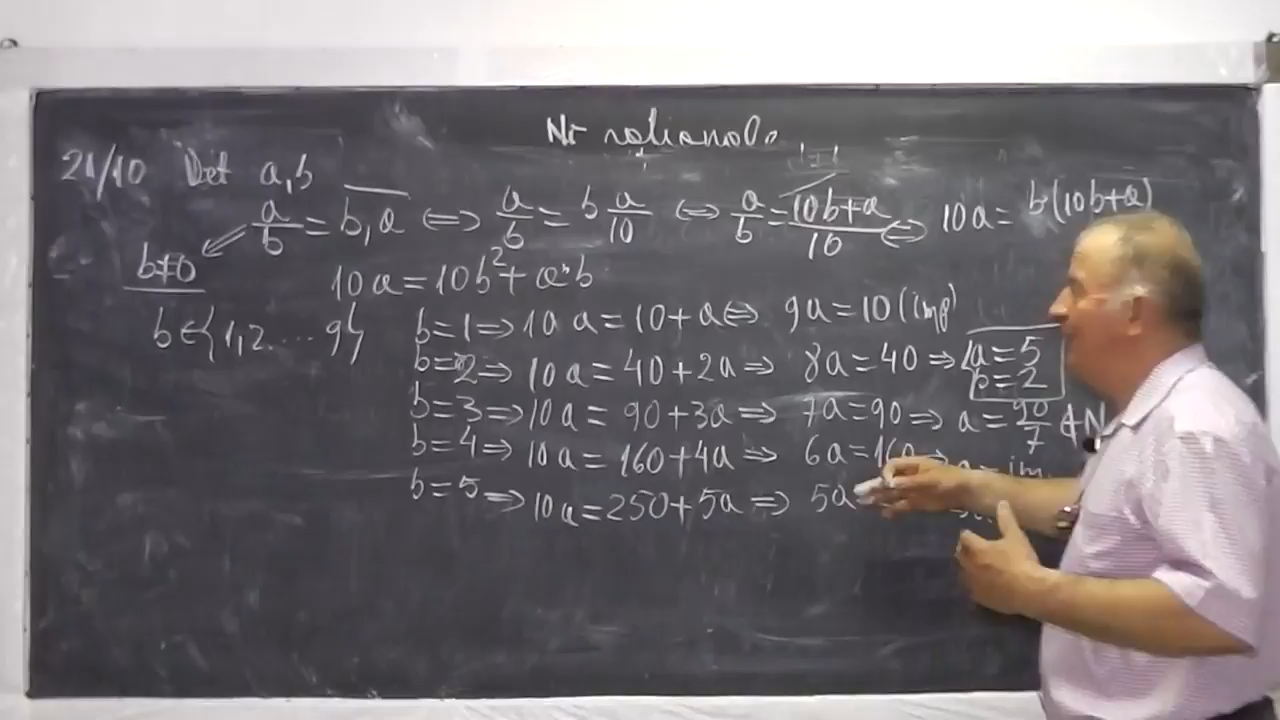 Nr rationale
21/10 Det a,b
a/b = b,a ⇔ a/b = b a/10 ⇔ a/b = 10b+a/10 ⇔ 10a = b(10b+a)
b≠0
10a = 10b² + a·b
b ∈ {1,2....9}
b=1 ⇒ 10a = 10 + a ⇔ 9a = 10 (imp)
b=2 ⇒ 10a = 40 + 2a ⇒ 8a = 40 ⇒ a = 5
b = 2
b=3 ⇒ 10a = 90 + 3a ⇒ 7a = 90 ⇒ a = 90/7 ∉ N
b=4 ⇒ 10a = 160 + 4a ⇒ 6a = 160 ⇒ a = im
b=5 ⇒ 10a = 250 + 5a ⇒ 5a =